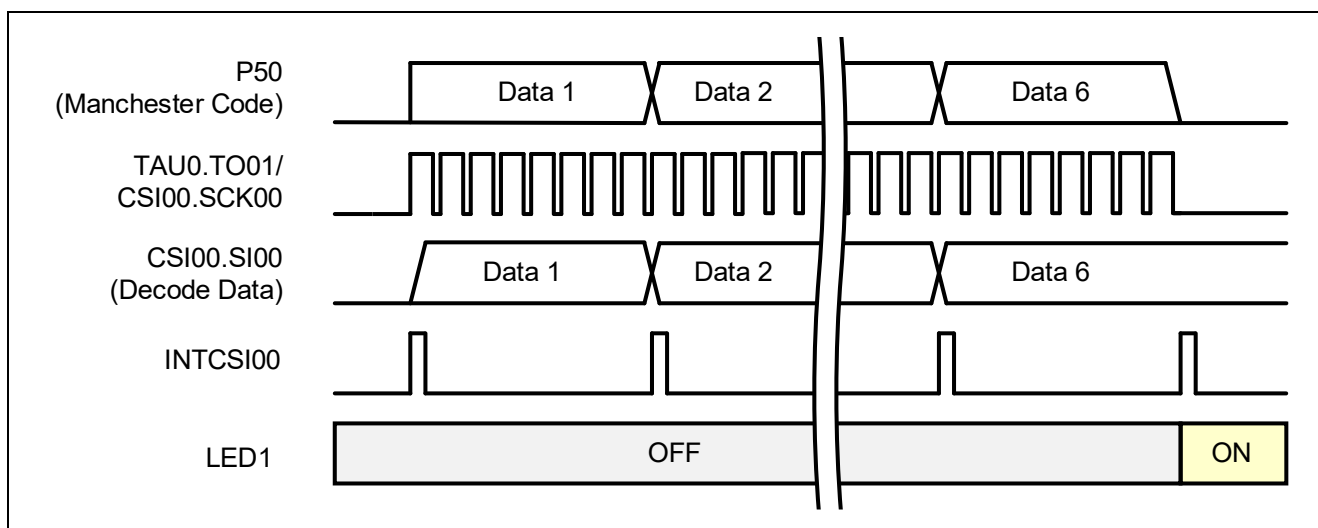 P50
(Manchester Code)
Data 1
Data 2
Data 6
TAU0.TO01/
CSI00.SCK00
CSI00.SI00
(Decode Data)
Data 1
Data 2
Data 6
INTCSI00
LED1
OFF
ON